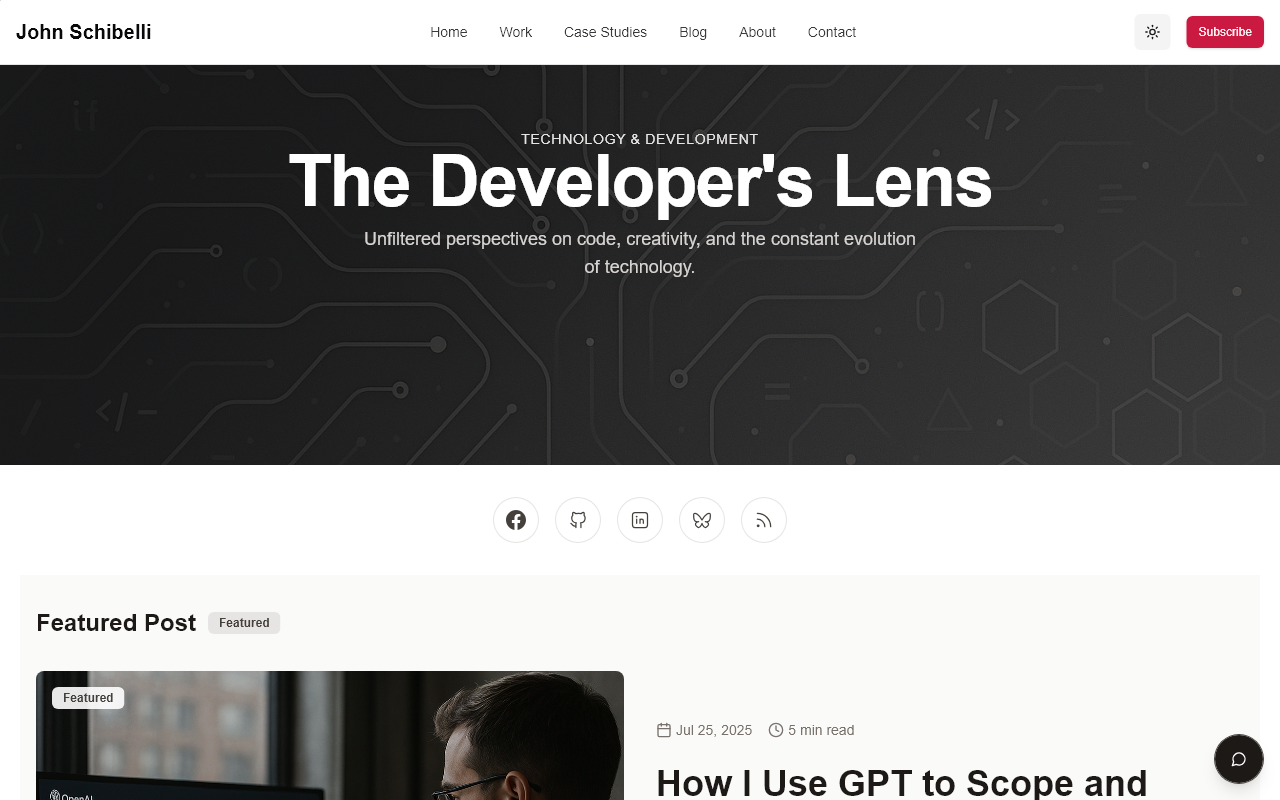 John Schibelli
Home
Work
Case Studies
Blog
About
Contact
Subscribe
TECHNOLOGY & DEVELOPMENT
The Developer's Lens
Unfiltered perspectives on code, creativity, and the constant evolution
of technology.
Featured Post
Featured
Featured
OpenAI
Jul 25, 2025
5 min read
How I Use GPT to Scope and